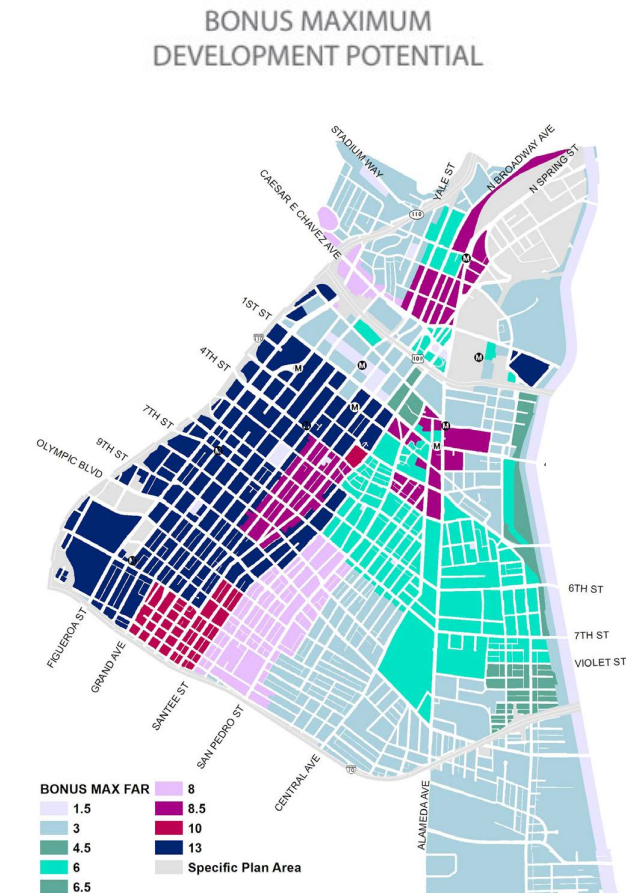 BONUS MAXIMUM
DEVELOPMENT POTENTIAL
STADIUM WAY
YALE ST
N BROADWAY AVE
N SPRING ST
CAESAR E CHAVEZ AVE
110
1ST ST
101
4TH ST
7TH ST
9TH ST
OLYMPIC BLVD
M
M
M
M
M
M
M
M
6TH ST
7TH ST
VIOLET ST
FIGUEROA ST
GRAND AVE
SANTEE ST
SAN PEDRO ST
CENTRAL AVE
ALAMEDA AVE
BONUS MAX FAR
1.5
3
4.5
6
6.5
8
8.5
10
13
Specific Plan Area